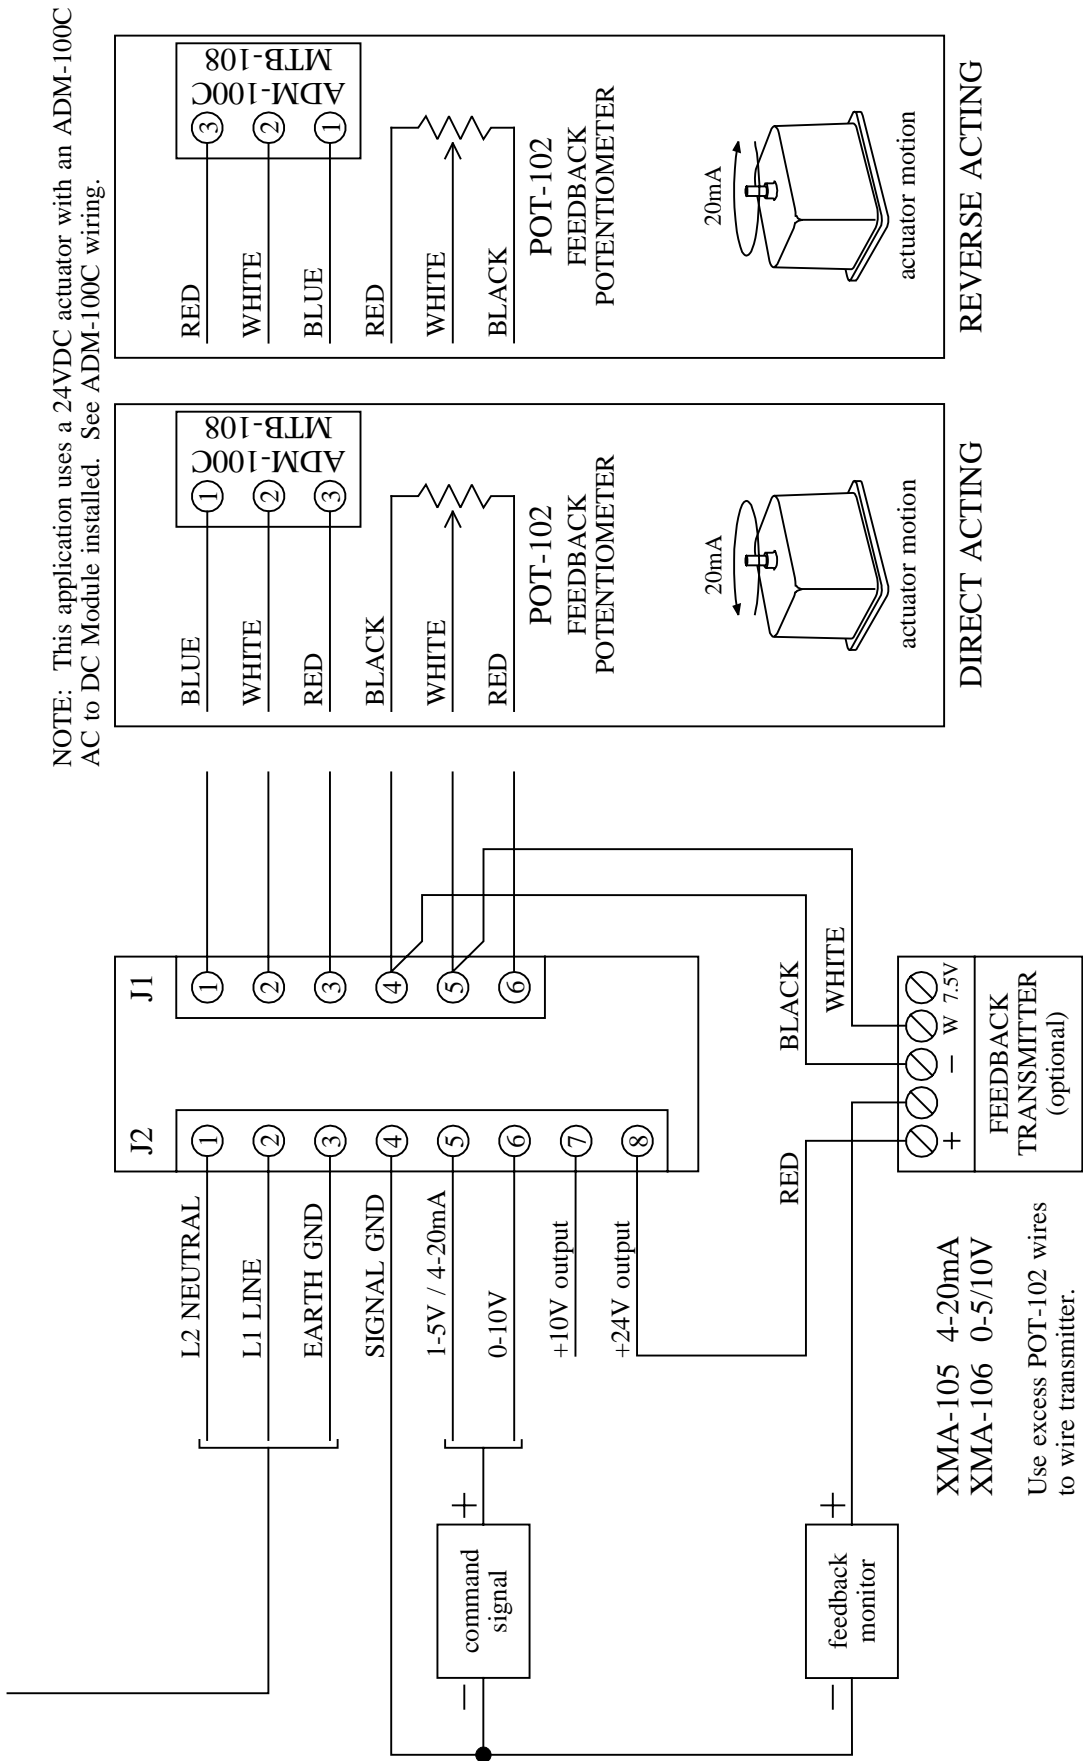 NOTE: This application uses a 24VDC actuator with an ADM-100C
AC to DC Module installed. See ADM-100C wiring.
J2
1
2
3
4
5
6
7
8
L2 NEUTRAL
L1 LINE
EARTH GND
SIGNAL GND
1-5V / 4-20mA
0-10V
+10V output
+24V output
J1
1
2
3
4
5
6
command
signal
+
−
feedback
monitor
+
−
RED
BLACK
WHITE
+
−
W
7.5V
FEEDBACK
TRANSMITTER
(optional)
XMA-105 4-20mA
XMA-106 0-5/10V
Use excess POT-102 wires
to wire transmitter.
BLUE
WHITE
RED
1
2
3
ADM-100C
MTB-108
BLACK
WHITE
RED
POT-102
FEEDBACK
POTENTIOMETER
20mA
actuator motion
DIRECT ACTING
RED
WHITE
BLUE
3
2
1
ADM-100C
MTB-108
RED
WHITE
BLACK
POT-102
FEEDBACK
POTENTIOMETER
20mA
actuator motion
REVERSE ACTING